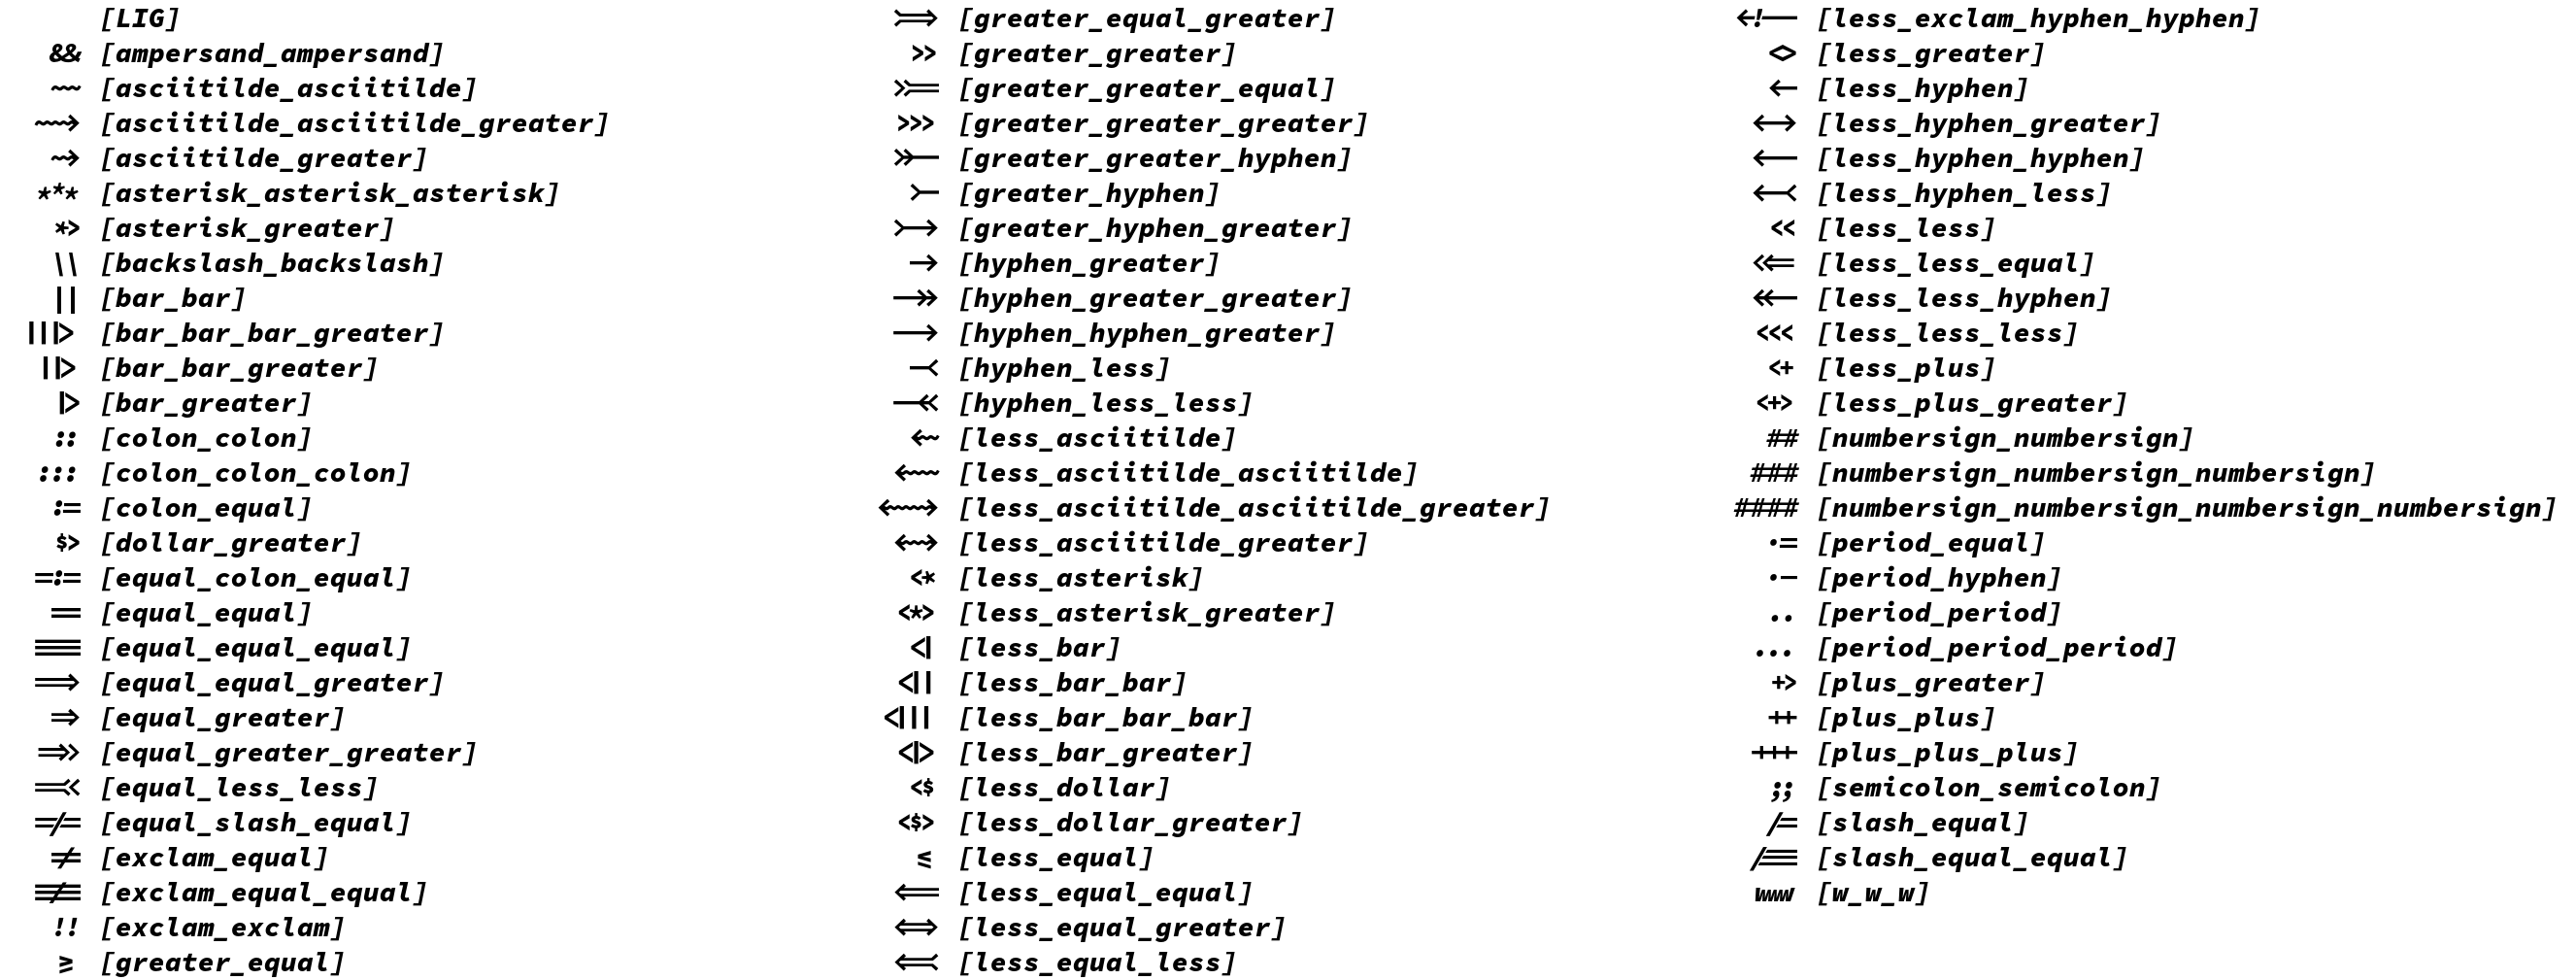 [LIG]
&& [ampersand_ampersand]
~~ [asciitilde_asciitilde]
~~> [asciitilde_asciitilde_greater]
~> [asciitilde_greater]
*** [asterisk_asterisk_asterisk]
*> [asterisk_greater]
\\ [backslash_backslash]
|| [bar_bar]
|||> [bar_bar_bar_greater]
||> [bar_bar_greater]
|> [bar_greater]
:: [colon_colon]
::: [colon_colon_colon]
:= [colon_equal]
$> [dollar_greater]
=:= [equal_colon_equal]
== [equal_equal]
=== [equal_equal_equal]
==> [equal_equal_greater]
=> [equal_greater]
=>> [equal_greater_greater]
=<< [equal_less_less]
=/= [equal_slash_equal]
!= [exclam_equal]
!== [exclam_equal_equal]
!! [exclam_exclam]
>= [greater_equal]
>=> [greater_equal_greater]
>> [greater_greater]
>>= [greater_greater_equal]
>>> [greater_greater_greater]
>>- [greater_greater_hyphen]
>- [greater_hyphen]
>-> [greater_hyphen_greater]
-> [hyphen_greater]
->> [hyphen_greater_greater]
--> [hyphen_hyphen_greater]
-< [hyphen_less]
-<< [hyphen_less_less]
<~ [less_asciitilde]
<~~ [less_asciitilde_asciitilde]
<~~> [less_asciitilde_asciitilde_greater]
<~> [less_asciitilde_greater]
<* [less_asterisk]
<*> [less_asterisk_greater]
<| [less_bar]
<|| [less_bar_bar]
<||| [less_bar_bar_bar]
<|> [less_bar_greater]
<$ [less_dollar]
<$> [less_dollar_greater]
<= [less_equal]
<== [less_equal_equal]
<=> [less_equal_greater]
<=< [less_equal_less]
<!-- [less_exclam_hyphen_hyphen]
<> [less_greater]
<- [less_hyphen]
<-> [less_hyphen_greater]
<-- [less_hyphen_hyphen]
<-< [less_hyphen_less]
<< [less_less]
<<= [less_less_equal]
<<- [less_less_hyphen]
<<< [less_less_less]
<+ [less_plus]
<+> [less_plus_greater]
## [numbersign_numbersign]
### [numbersign_numbersign_numbersign]
#### [numbersign_numbersign_numbersign_numbersign]
.= [period_equal]
.- [period_hyphen]
.. [period_period]
... [period_period_period]
+> [plus_greater]
++ [plus_plus]
+++ [plus_plus_plus]
;; [semicolon_semicolon]
/= [slash_equal]
/== [slash_equal_equal]
www [w_w_w]